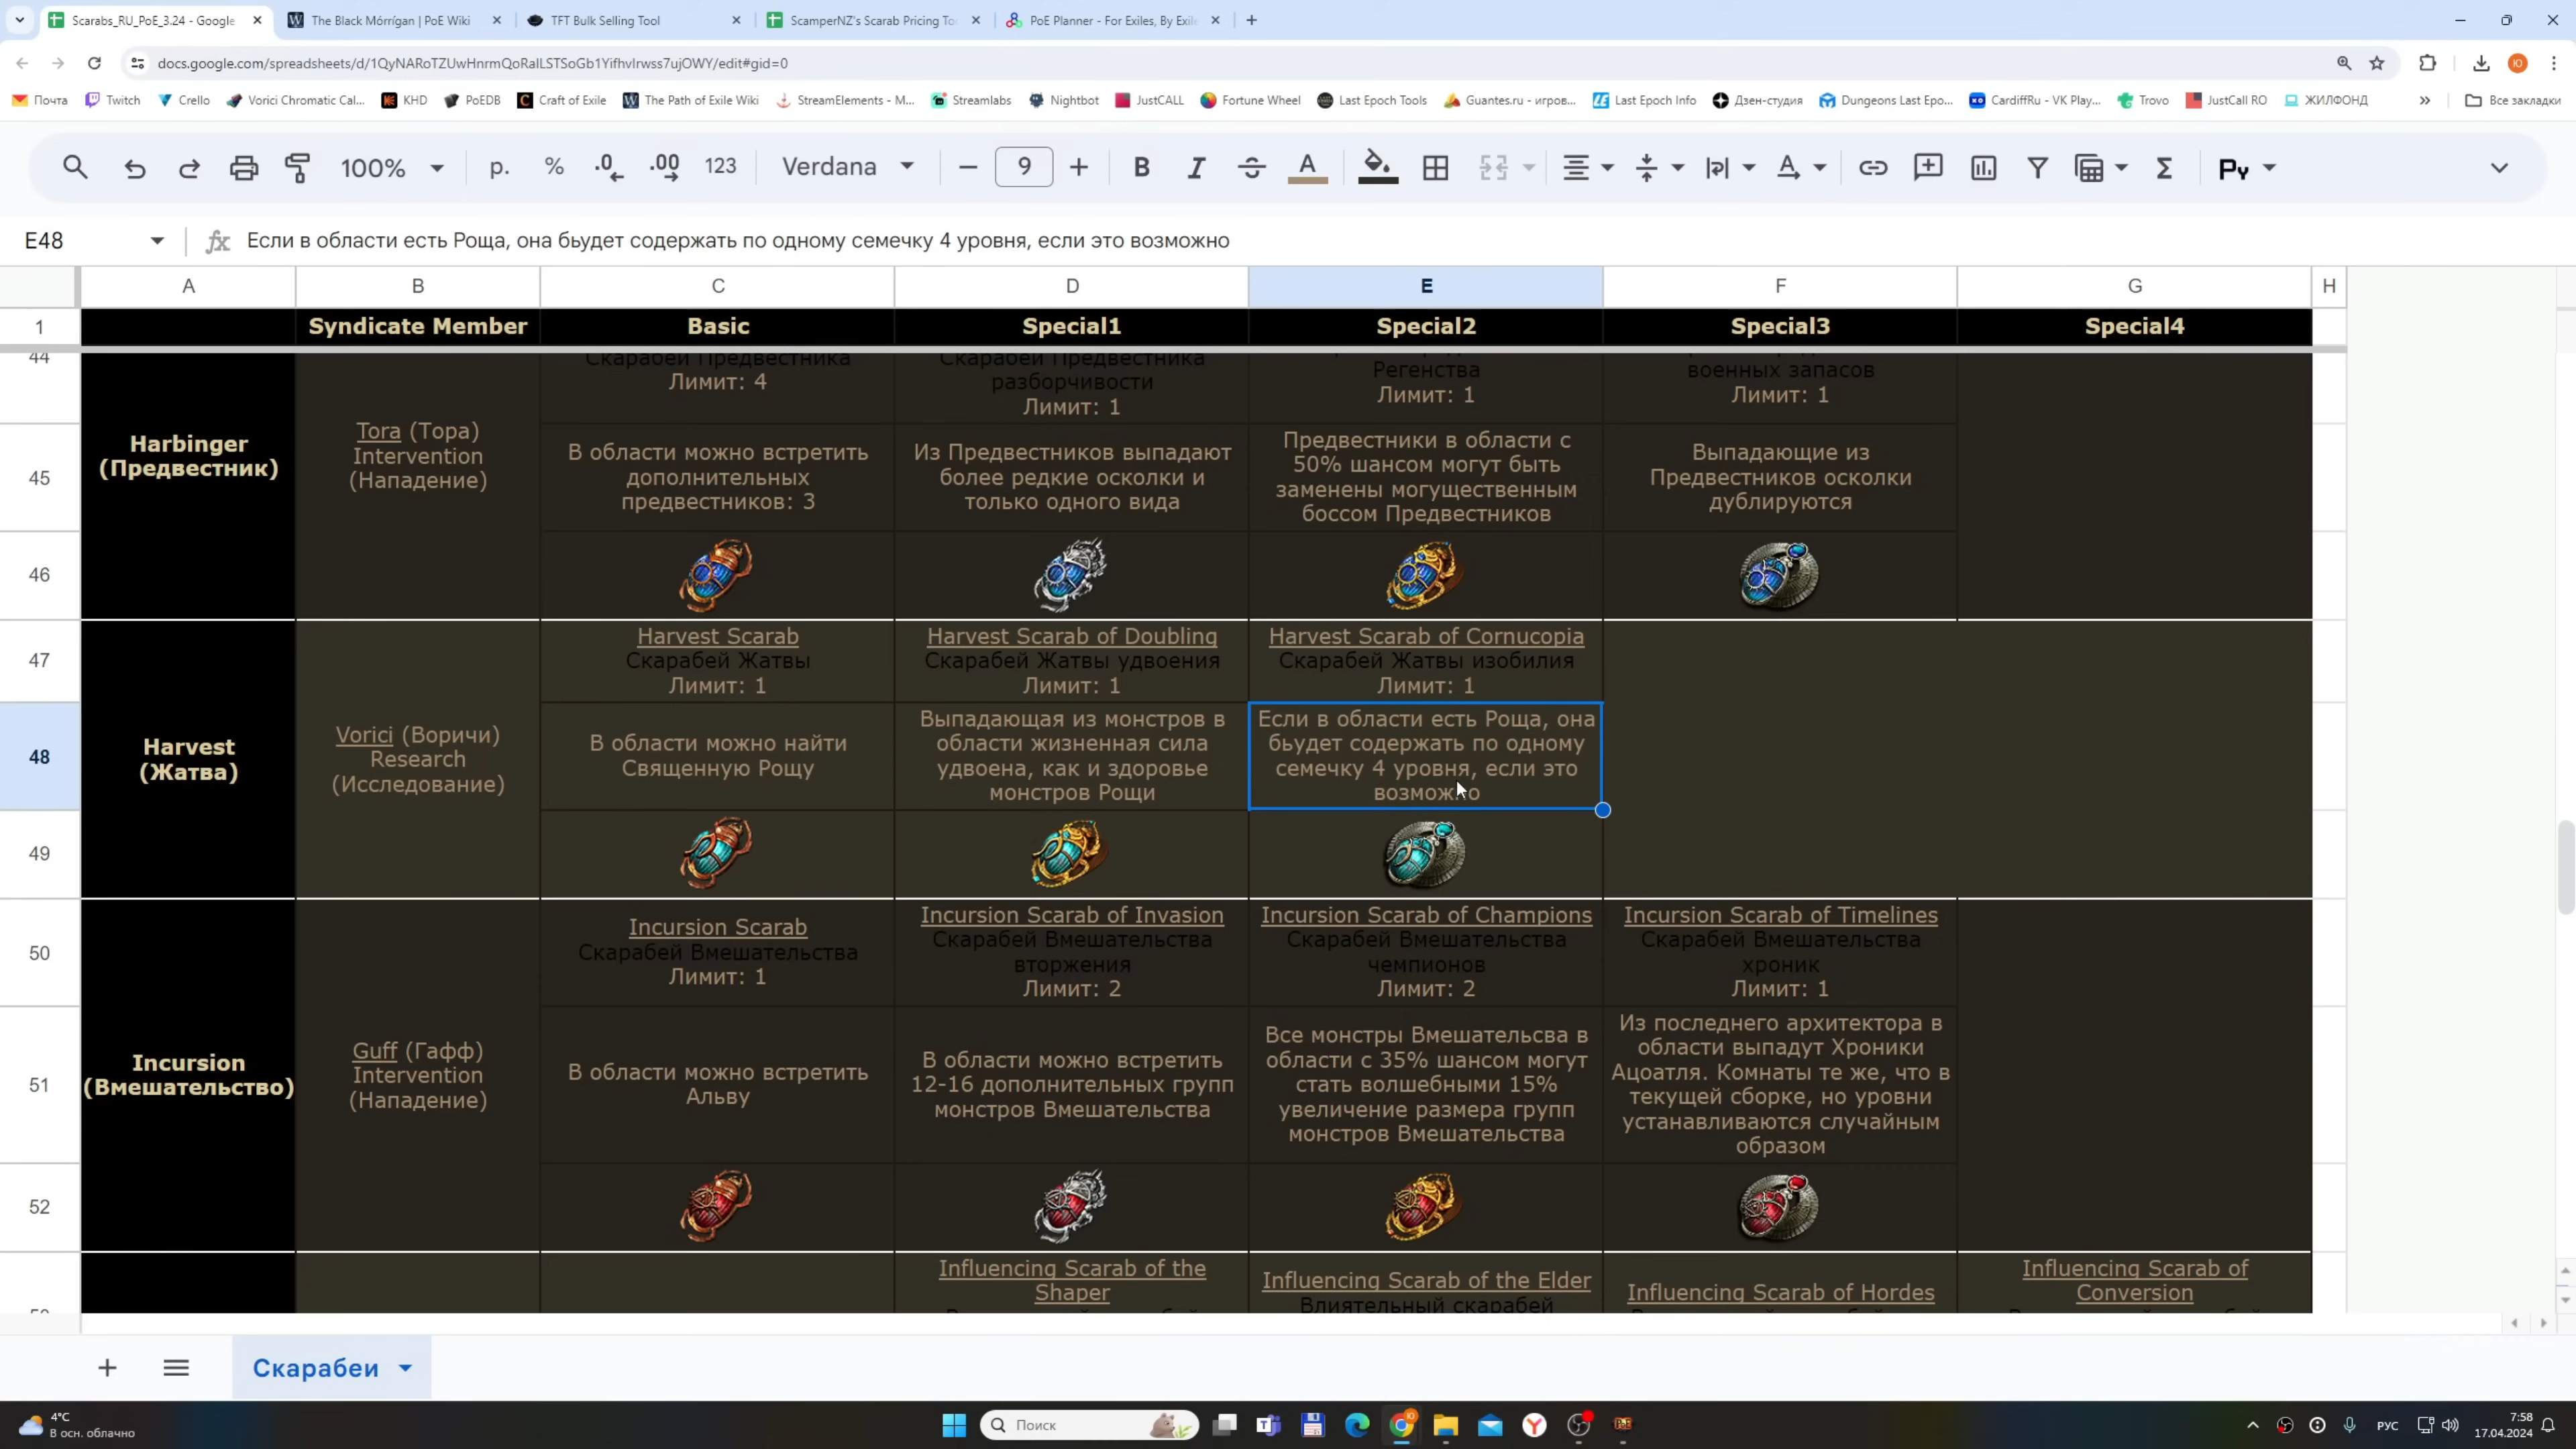 Scarabs_RU_PoE_3.24 - Google
The Black Mórrígan | PoE Wiki
TFT Bulk Selling Tool
ScamperNZ's Scarab Pricing To
PoE Planner - For Exiles, By Exil
docs.google.com/spreadsheets/d/1QyNARoTZUwHnrmQoRaILSTSoGb1YifhvIrwss7ujOWY/edit#gid=0
Почта
Twitch
Crello
Vorici Chromatic Cal...
KHD
PoEDB
Craft of Exile
The Path of Exile Wiki
StreamElements - M...
Streamlabs
Nightbot
JustCALL
Fortune Wheel
Last Epoch Tools
Guantes.ru - игров...
Last Epoch Info
Дзен-студия
Dungeons Last Epo...
CardiffRu - VK Play...
Trovo
JustCall RO
ЖИЛФОНД
Все закладки
100%
р.
%
.0
.00
123
Verdana
9
E48
Если в области есть Роща, она бьудет содержать по одному семечку 4 уровня, если это возможно
A B C D E F G H
1
Syndicate Member
Basic
Special1
Special2
Special3
Special4
44
Скарабей Предвестника
Лимит: 4
Скарабей Предвестника
разборчивости
Лимит: 1
Регенства
Лимит: 1
военных запасов
Лимит: 1
Harbinger
(Предвестник)
Tora (Тора)
Intervention
(Нападение)
45
В области можно встретить
дополнительных
предвестников: 3
Из Предвестников выпадают
более редкие осколки и
только одного вида
Предвестники в области с
50% шансом могут быть
заменены могущественным
боссом Предвестников
Выпадающие из
Предвестников осколки
дублируются
46
47
Harvest Scarab
Скарабей Жатвы
Лимит: 1
Harvest Scarab of Doubling
Скарабей Жатвы удвоения
Лимит: 1
Harvest Scarab of Cornucopia
Скарабей Жатвы изобилия
Лимит: 1
48
Harvest
(Жатва)
Vorici (Воричи)
Research
(Исследование)
В области можно найти
Священную Рощу
Выпадающая из монстров в
области жизненная сила
удвоена, как и здоровье
монстров Рощи
Если в области есть Роща, она
бьудет содержать по одному
семечку 4 уровня, если это
возможно
49
50
Incursion Scarab
Скарабей Вмешательства
Лимит: 1
Incursion Scarab of Invasion
Скарабей Вмешательства
вторжения
Лимит: 2
Incursion Scarab of Champions
Скарабей Вмешательства
чемпионов
Лимит: 2
Incursion Scarab of Timelines
Скарабей Вмешательства
хроник
Лимит: 1
51
Incursion
(Вмешательство)
Guff (Гафф)
Intervention
(Нападение)
В области можно встретить
Альву
В области можно встретить
12-16 дополнительных групп
монстров Вмешательства
Все монстры Вмешательсва в
области с 35% шансом могут
стать волшебными 15%
увеличение размера групп
монстров Вмешательства
Из последнего архитектора в
области выпадут Хроники
Ацоатля. Комнаты те же, что в
текущей сборке, но уровни
устанавливаются случайным
образом
52
Influencing Scarab of the
Shaper
Influencing Scarab of the Elder
Влиятельный скарабей
Influencing Scarab of Hordes
Influencing Scarab of
Conversion
Скарабеи
4°C
В осн. облачно
Поиск
РУС
7:58
17.04.2024